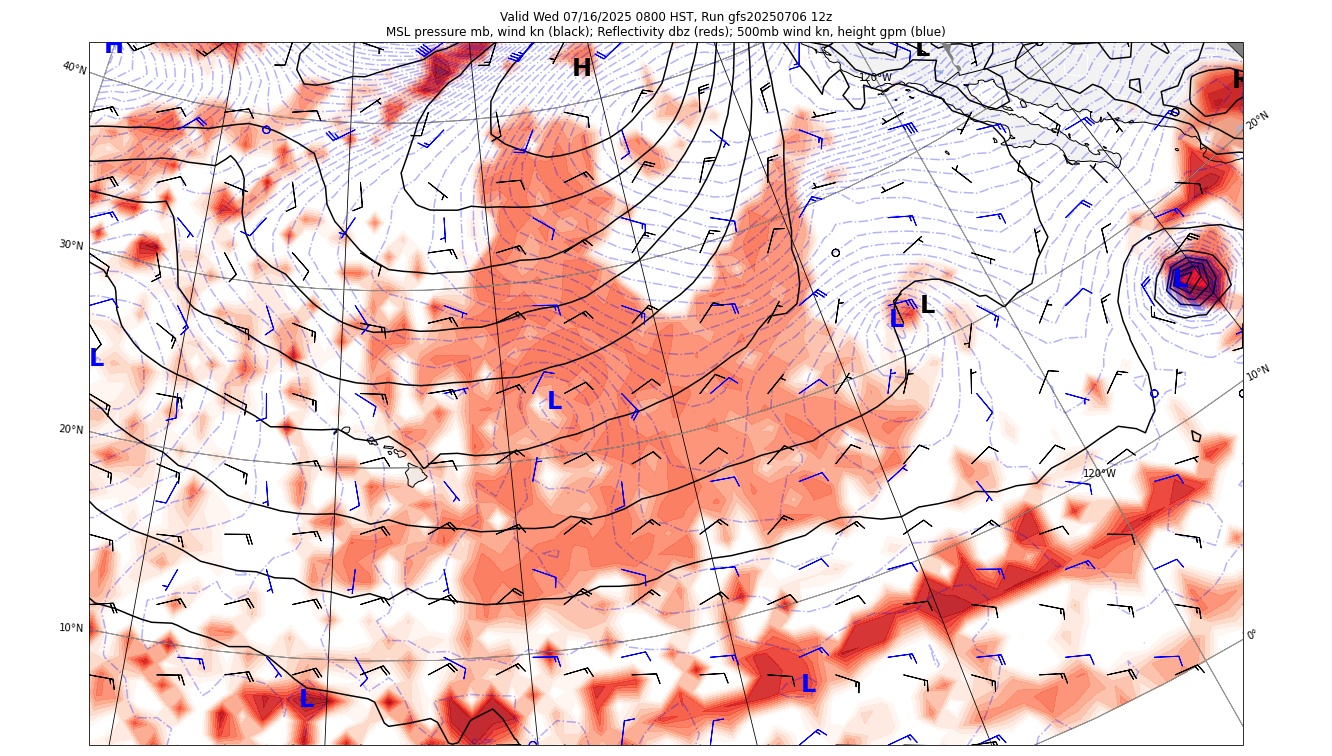 Valid Wed 07/16/2025 0800 HST, Run gfs20250706 12z
MSL pressure mb, wind kn (black); Reflectivity dbz (reds); 500mb wind kn, height gpm (blue)
H
L
H
40°N
120°W
H
20°N
30°N
L
L
L
L
10°N
L
20°N
120°W
10°N
0°
L
L